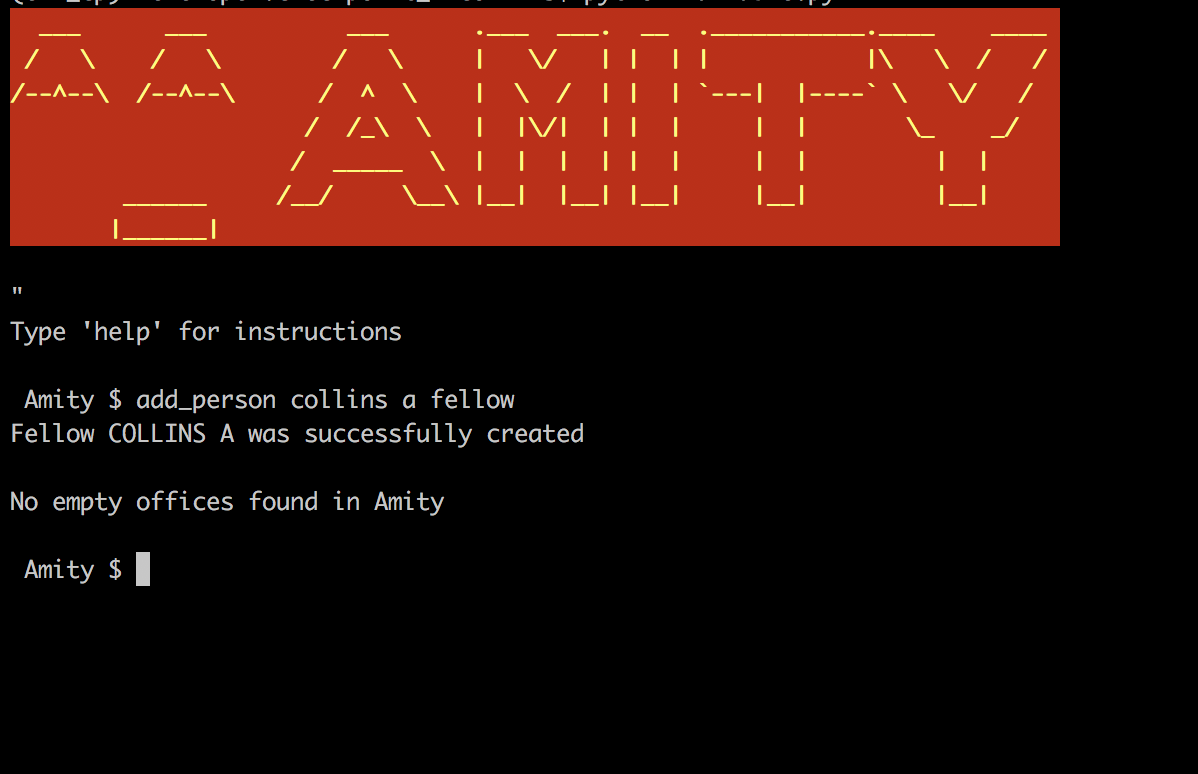 AMITY
"
Type 'help' for instructions
Amity $ add_person collins a fellow
Fellow COLLINS A was successfully created
No empty offices found in Amity
Amity $